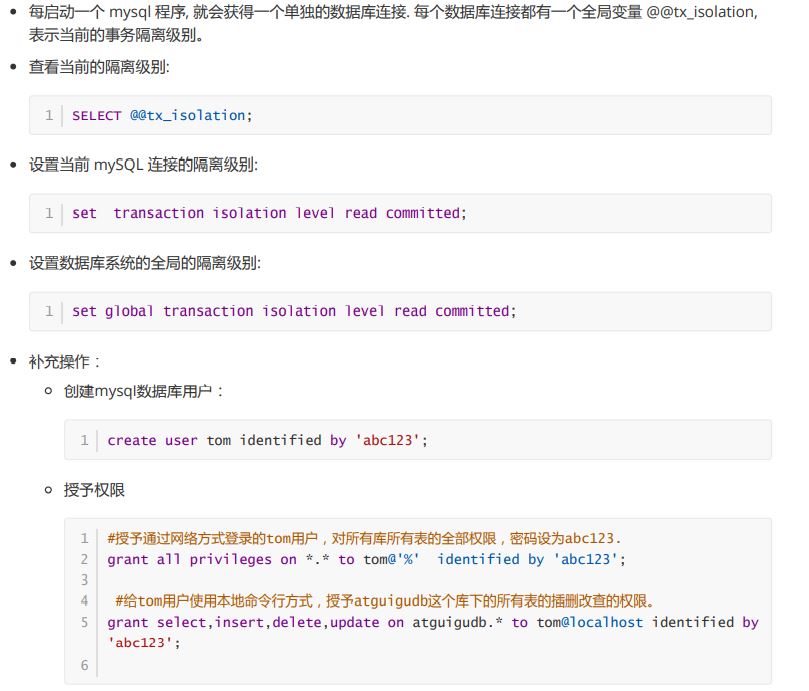 每启动一个 mysql 程序, 就会获得一个单独的数据库连接. 每个数据库连接都有一个全局变量 @@tx_isolation,
表示当前的事务隔离级别。
查看当前的隔离级别:
1 SELECT @@tx_isolation;
设置当前 mySQL 连接的隔离级别:
1 set  transaction isolation level read committed;
设置数据库系统的全局的隔离级别:
1 set global transaction isolation level read committed;
补充操作：
创建mysql数据库用户：
1 create user tom identified by 'abc123';
授予权限
1 #授予通过网络方式登录的tom用户，对所有库所有表的全部权限，密码设为abc123.
2 grant all privileges on *.* to tom@'%'  identified by 'abc123';
3
4  #给tom用户使用本地命令行方式，授予atguigudb这个库下的所有表的插删改查的权限。
5 grant select,insert,delete,update on atguigudb.* to tom@localhost identified by
'abc123';
6